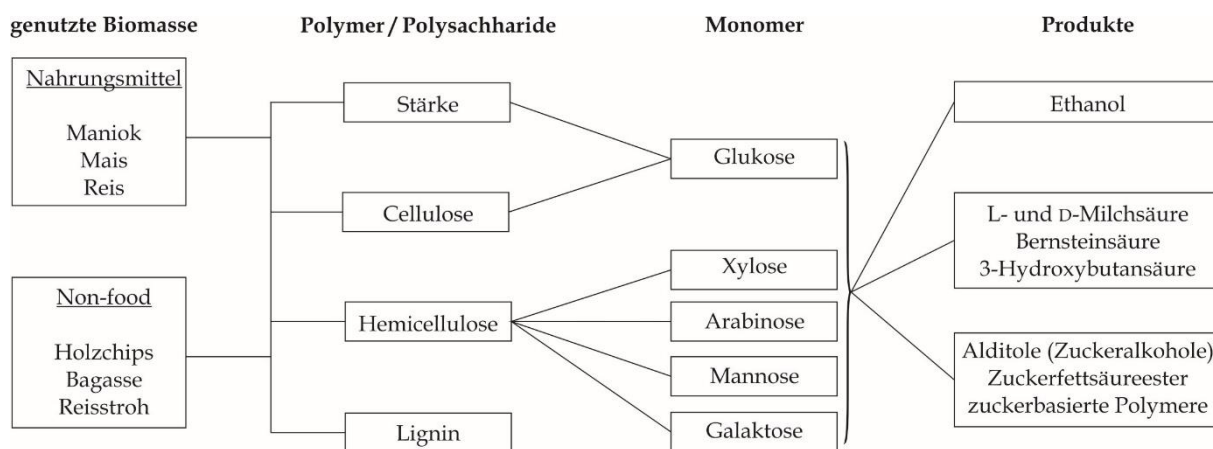 genutzte Biomasse
Polymer / Polysachharide
Monomer
Produkte
Nahrungsmittel
Maniok
Mais
Reis
Non-food
Holzchips
Bagasse
Reisstroh
Stärke
Cellulose
Hemicellulose
Lignin
Glukose
Xylose
Arabinose
Mannose
Galaktose
Ethanol
L- und D-Milchsäure
Bernsteinsäure
3-Hydroxybutansäure
Alditole (Zuckeralkohole)
Zuckerfettsäureester
zuckerbasierte Polymere